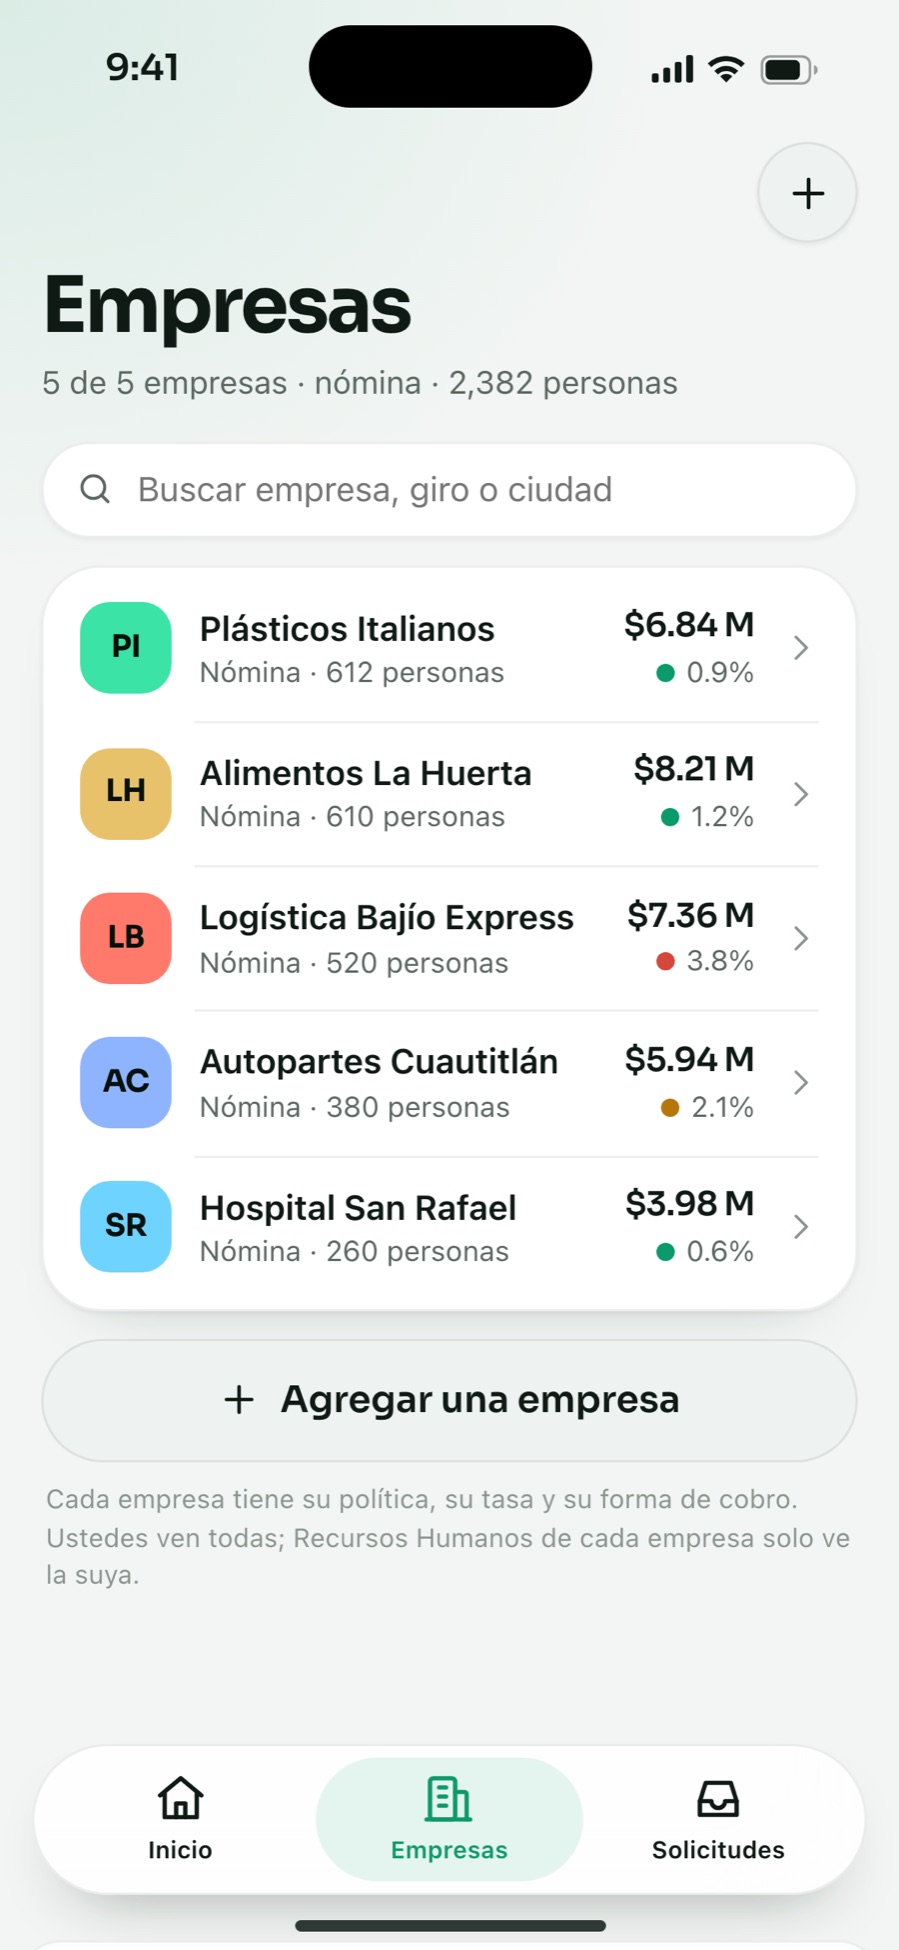 9:41
Empresas
5 de 5 empresas · nómina · 2,382 personas
Buscar empresa, giro o ciudad
PI
Plásticos Italianos
$6.84 M
Nómina · 612 personas
0.9%
LH
Alimentos La Huerta
$8.21 M
Nómina · 610 personas
1.2%
LB
Logística Bajío Express
$7.36 M
Nómina · 520 personas
3.8%
AC
Autopartes Cuautitlán
$5.94 M
Nómina · 380 personas
2.1%
SR
Hospital San Rafael
$3.98 M
Nómina · 260 personas
0.6%
+ Agregar una empresa
Cada empresa tiene su política, su tasa y su forma de cobro.
Ustedes ven todas; Recursos Humanos de cada empresa solo ve
la suya.
Inicio
Empresas
Solicitudes